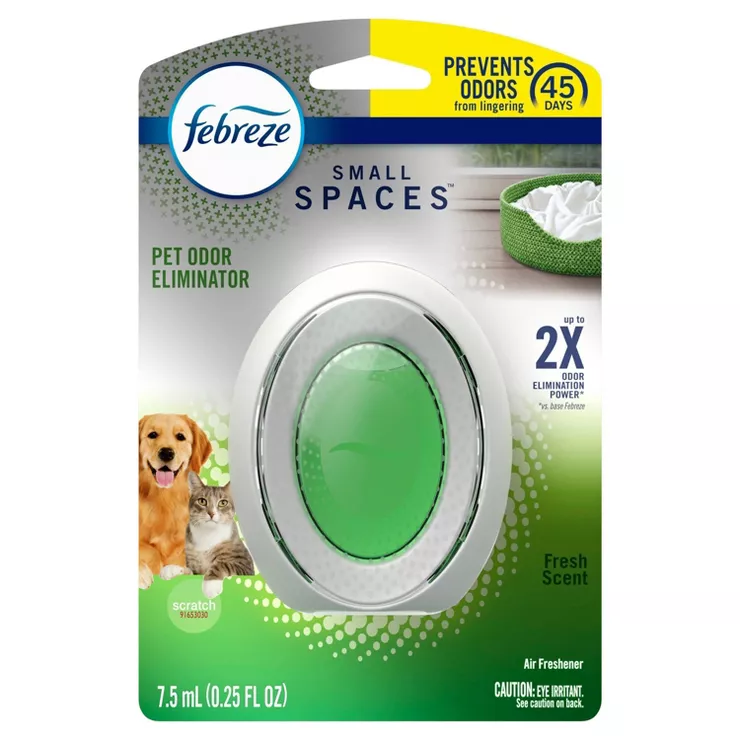 febreze
PREVENTS
ODORS
from lingering
45
DAYS
SMALL
SPACES™
PET ODOR
ELIMINATOR
up to
2X
ODOR
ELIMINATION
POWER*
*vs. base Febreze
Fresh
Scent
scratch
91653030
Air Freshener
7.5 mL (0.25 FL OZ)
CAUTION: EYE IRRITANT.
See caution on back.